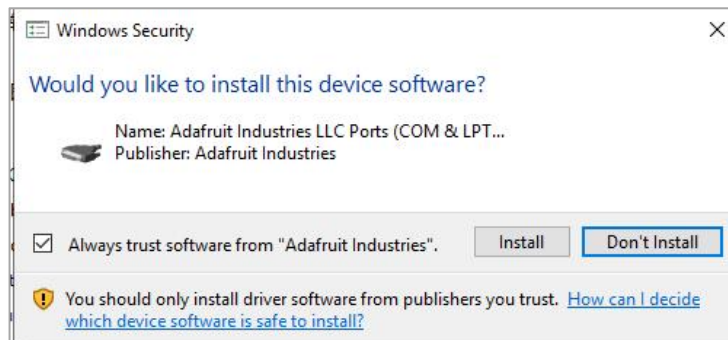 Windows Security
Would you like to install this device software?
Name: Adafruit Industries LLC Ports (COM & LPT...
Publisher: Adafruit Industries
Always trust software from "Adafruit Industries".
Install
Don't Install
You should only install driver software from publishers you trust. How can I decide
which device software is safe to install?